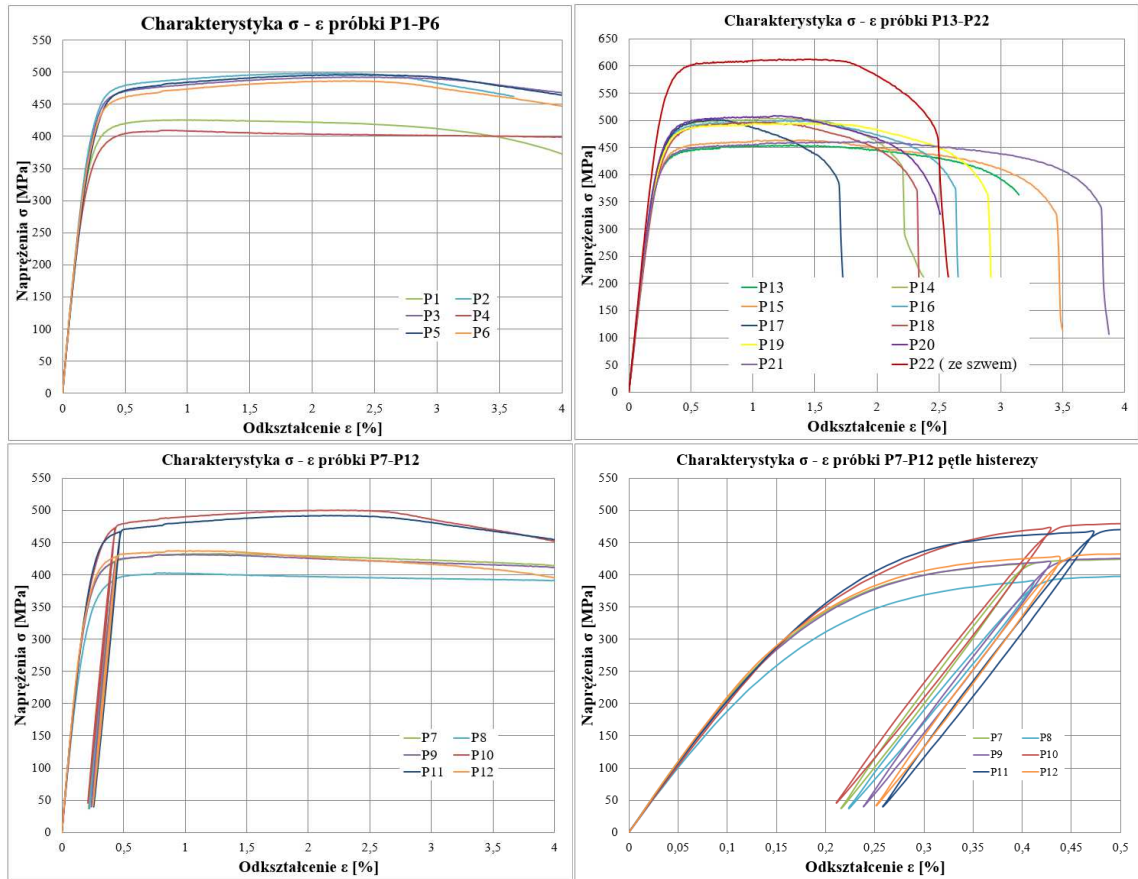 Charakterystyka σ - ε próbki P1-P6
Naprężenia σ [MPa]
550
500
450
400
350
300
250
200
150
100
50
0
0 0,5 1 1,5 2 2,5 3 3,5 4
Odkształcenie ε [%]
P1 P2
P3 P4
P5 P6
Charakterystyka σ - ε próbki P13-P22
Naprężenia σ [MPa]
650
600
550
500
450
400
350
300
250
200
150
100
50
0
0 0,5 1 1,5 2 2,5 3 3,5 4
Odkształcenie ε [%]
P13 P14
P15 P16
P17 P18
P19 P20
P21 P22 ( ze szwem)
Charakterystyka σ - ε próbki P7-P12
Naprężenia σ [MPa]
550
500
450
400
350
300
250
200
150
100
50
0
0 0,5 1 1,5 2 2,5 3 3,5 4
Odkształcenie ε [%]
P7 P8
P9 P10
P11 P12
Charakterystyka σ - ε próbki P7-P12 pętle histerezy
Naprężenia σ [MPa]
550
500
450
400
350
300
250
200
150
100
50
0
0 0,05 0,1 0,15 0,2 0,25 0,3 0,35 0,4 0,45 0,5
Odkształcenie ε [%]
P7 P8
P9 P10
P11 P12